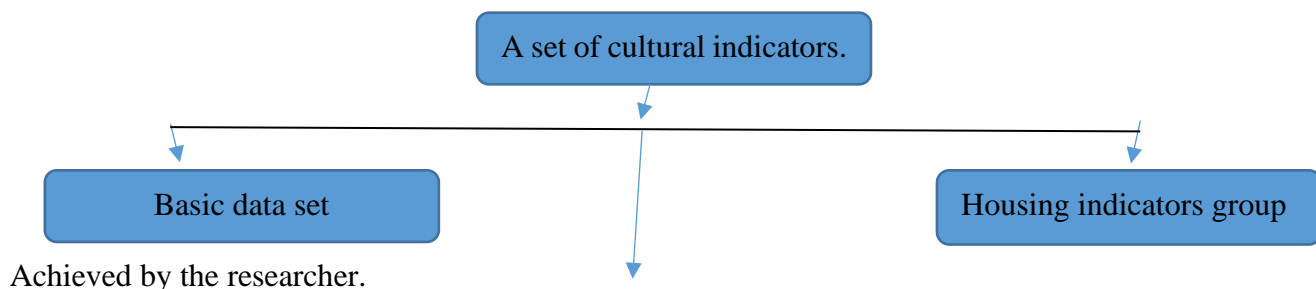 A set of cultural indicators.
Basic data set
Housing indicators group
Achieved by the researcher.